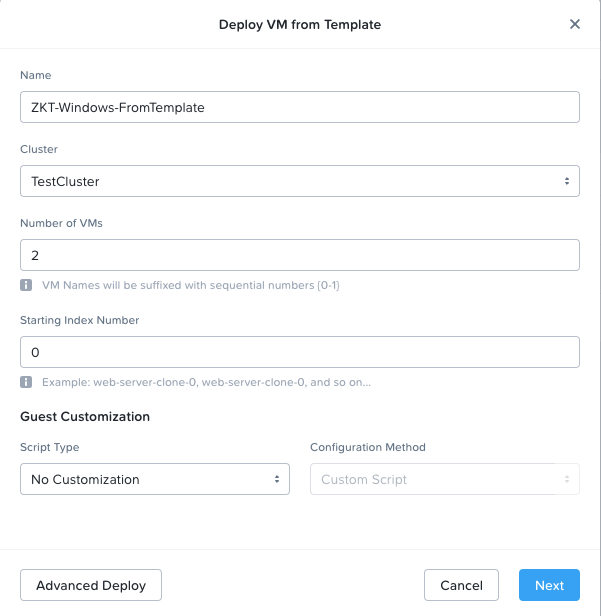 Deploy VM from Template
Name
ZKT-Windows-FromTemplate
Cluster
TestCluster
Number of VMs
2
VM Names will be suffixed with sequential numbers (0-1)
Starting Index Number
0
Example: web-server-clone-0, web-server-clone-0, and so on...
Guest Customization
Script Type Configuration Method
No Customization Custom Script
Advanced Deploy Cancel Next